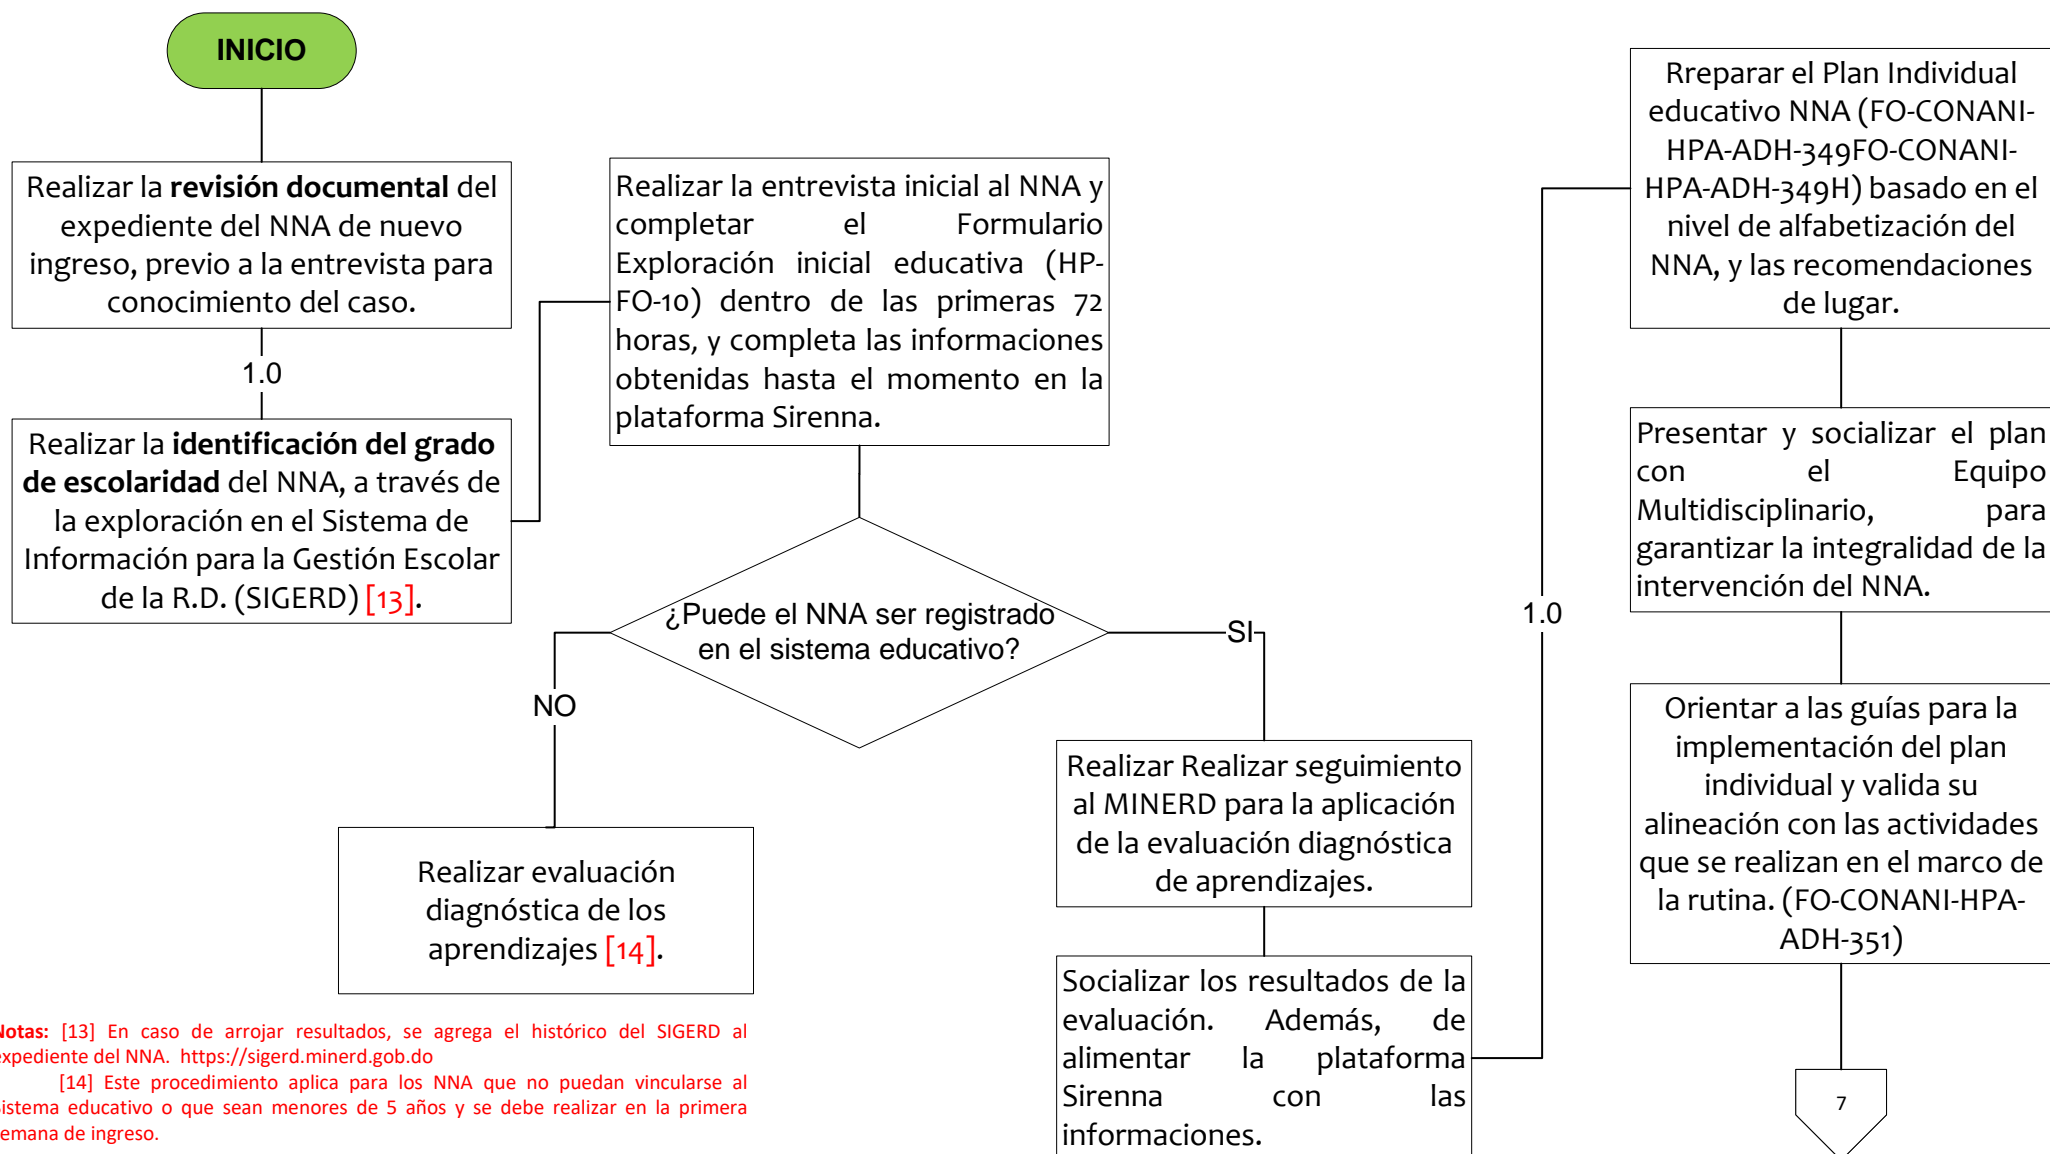 INICIO
Realizar la revisión documental del
expediente del NNA de nuevo
ingreso, previo a la entrevista para
conocimiento del caso.
1.0
Realizar la identificación del grado
de escolaridad del NNA, a través de
la exploración en el Sistema de
Información para la Gestión Escolar
de la R.D. (SIGERD) [13].
Realizar la entrevista inicial al NNA y
completar el Formulario
Exploración inicial educativa (HP-
FO-10) dentro de las primeras 72
horas, y completa las informaciones
obtenidas hasta el momento en la
plataforma Sirenna.
¿Puede el NNA ser registrado
en el sistema educativo?
NO
SI
Realizar evaluación
diagnóstica de los
aprendizajes [14].
Realizar Realizar seguimiento
al MINERD para la aplicación
de la evaluación diagnóstica
de aprendizajes.
Socializar los resultados de la
evaluación. Además, de
alimentar la plataforma
Sirenna con las
informaciones.
1.0
Rreparar el Plan Individual
educativo NNA (FO-CONANI-
HPA-ADH-349FO-CONANI-
HPA-ADH-349H) basado en el
nivel de alfabetización del
NNA, y las recomendaciones
de lugar.
Presentar y socializar el plan
con el Equipo
Multidisciplinario, para
garantizar la integralidad de la
intervención del NNA.
Orientar a las guías para la
implementación del plan
individual y valida su
alineación con las actividades
que se realizan en el marco de
la rutina. (FO-CONANI-HPA-
ADH-351)
7
Notas: [13] En caso de arrojar resultados, se agrega el histórico del SIGERD al
expediente del NNA. https://sigerd.minerd.gob.do
[14] Este procedimiento aplica para los NNA que no puedan vincularse al
Sistema educativo o que sean menores de 5 años y se debe realizar en la primera
semana de ingreso.